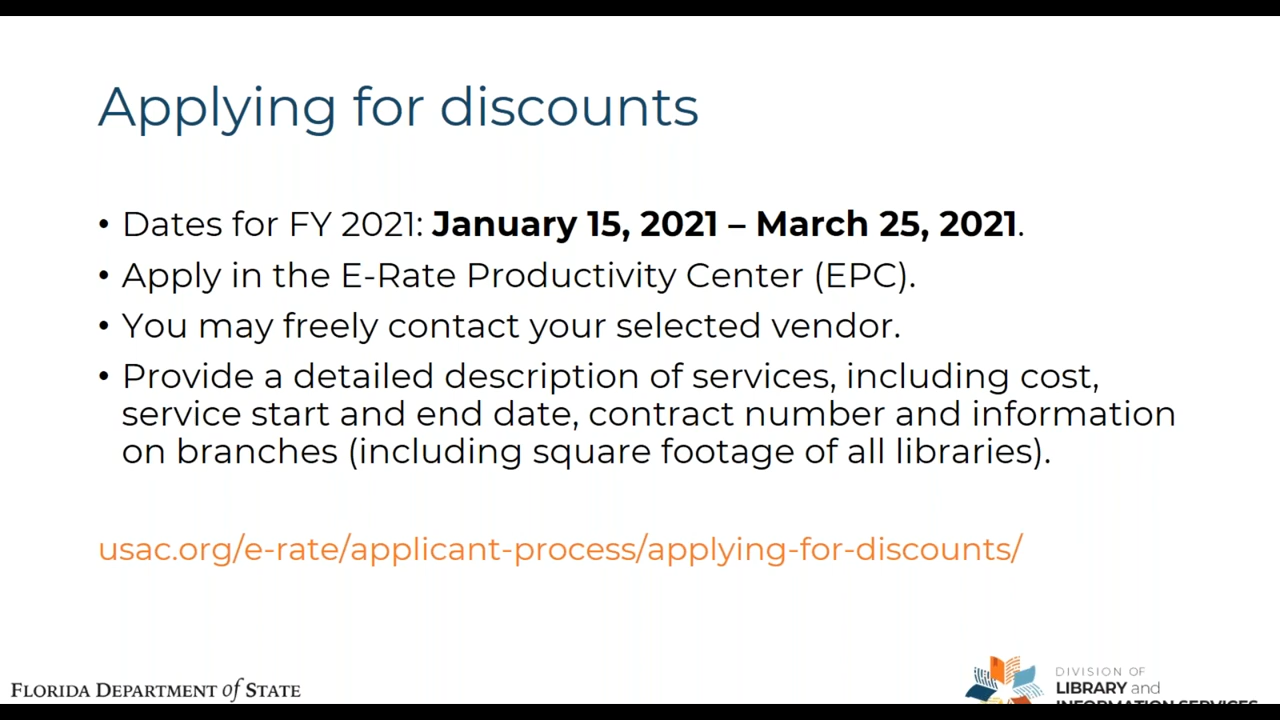 Applying for discounts
• Dates for FY 2021: January 15, 2021 – March 25, 2021.
• Apply in the E-Rate Productivity Center (EPC).
• You may freely contact your selected vendor.
• Provide a detailed description of services, including cost,
service start and end date, contract number and information
on branches (including square footage of all libraries).
usac.org/e-rate/applicant-process/applying-for-discounts/
FLORIDA DEPARTMENT of STATE
DIVISION OF
LIBRARY and
INFORMATION SERVICES